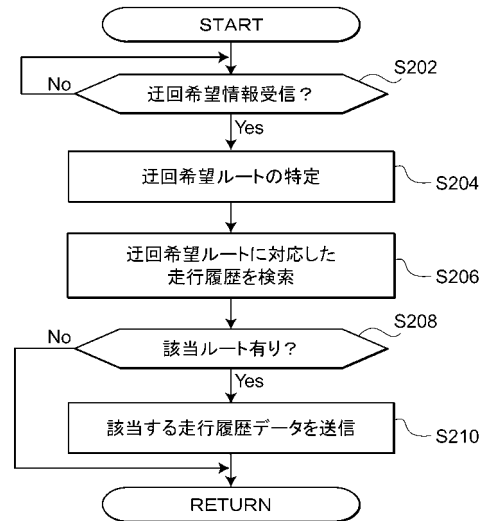 START
S202
No
迂回希望情報受信？
Yes
迂回希望ルートの特定
S204
迂回希望ルートに対応した
走行履歴を検索
S206
No
S208
該当ルート有り？
Yes
該当する走行履歴データを送信
S210
RETURN